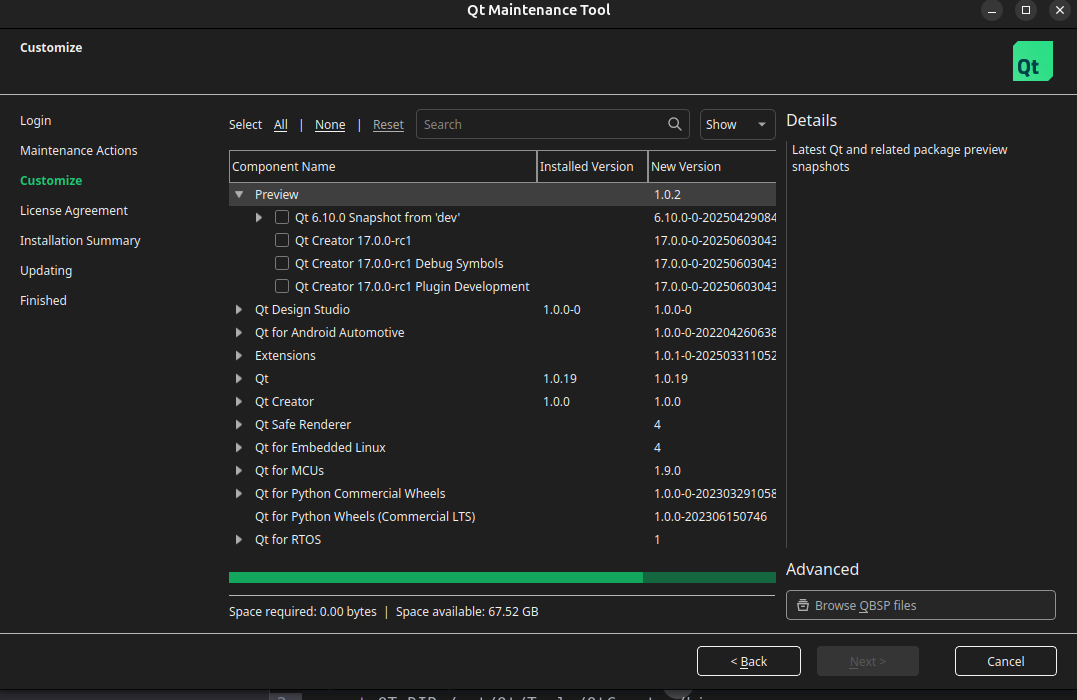 Qt Maintenance Tool
Customize
Qt
Login
Maintenance Actions
Customize
License Agreement
Installation Summary
Updating
Finished
Select All | None | Reset Search Show
Component Name Installed Version New Version
Preview 1.0.2
Qt 6.10.0 Snapshot from 'dev' 6.10.0-0-20250429084
Qt Creator 17.0.0-rc1 17.0.0-0-20250603043
Qt Creator 17.0.0-rc1 Debug Symbols 17.0.0-0-20250603043
Qt Creator 17.0.0-rc1 Plugin Development 17.0.0-0-20250603043
Qt Design Studio 1.0.0-0 1.0.0-0
Qt for Android Automotive 1.0.0-0-202204260638
Extensions 1.0.1-0-202503311052
Qt 1.0.19 1.0.19
Qt Creator 1.0.0 1.0.0
Qt Safe Renderer 4
Qt for Embedded Linux 4
Qt for MCUs 1.9.0
Qt for Python Commercial Wheels 1.0.0-0-202303291058
Qt for Python Wheels (Commercial LTS) 1.0.0-202306150746
Qt for RTOS 1
Space required: 0.00 bytes | Space available: 67.52 GB
Details
Latest Qt and related package preview
snapshots
Advanced
Browse QBSP files
< Back Next > Cancel